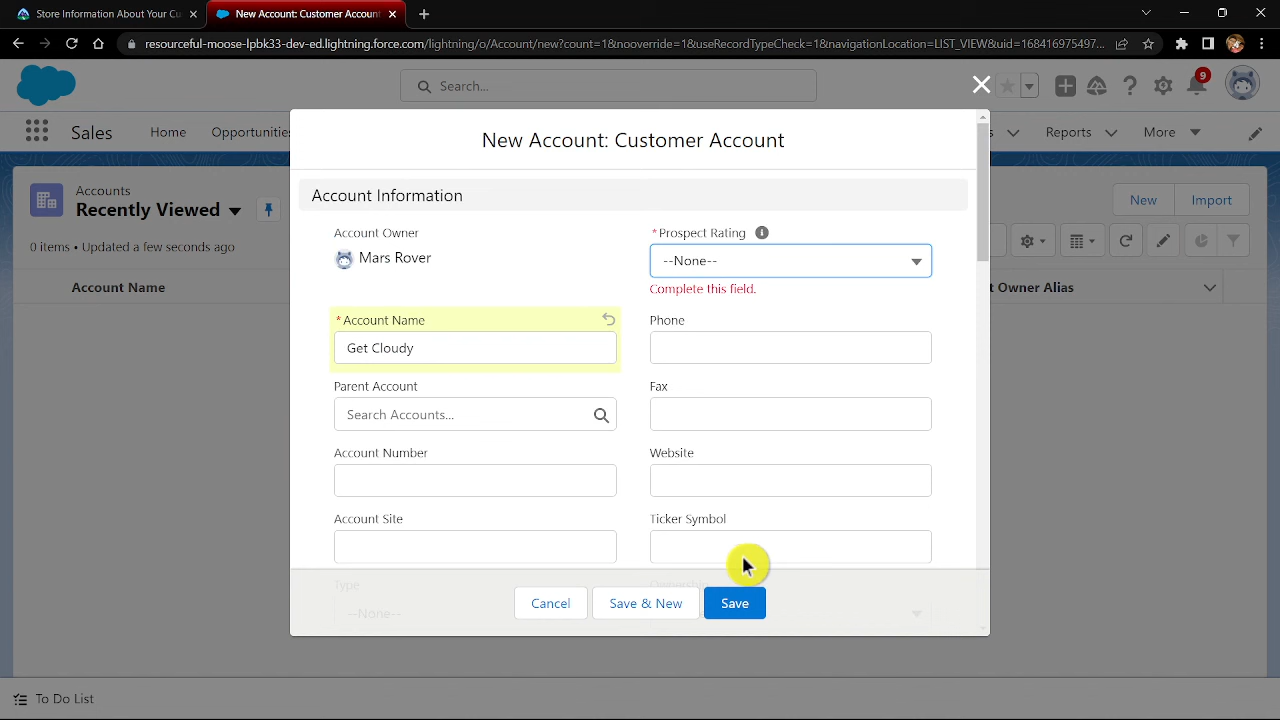 Store Information About Your Cu
New Account: Customer Account
resourceful-moose-lpbk33-dev-ed.lightning.force.com/lightning/o/Account/new?count=1&nooverride=1&useRecordTypeCheck=1&navigationLocation=LIST_VIEW&uid=168416975497...
Search...
9
Sales
Home
Opportunities
Reports
More
New Account: Customer Account
Accounts
Recently Viewed
New
Import
0 items • Updated a few seconds ago
Account Name
t Owner Alias
Account Information
Account Owner
Mars Rover
*Prospect Rating
--None--
Complete this field.
*Account Name
Get Cloudy
Phone
Parent Account
Search Accounts...
Fax
Account Number
Website
Account Site
Ticker Symbol
Type
--None--
Ownership
Cancel
Save & New
Save
To Do List